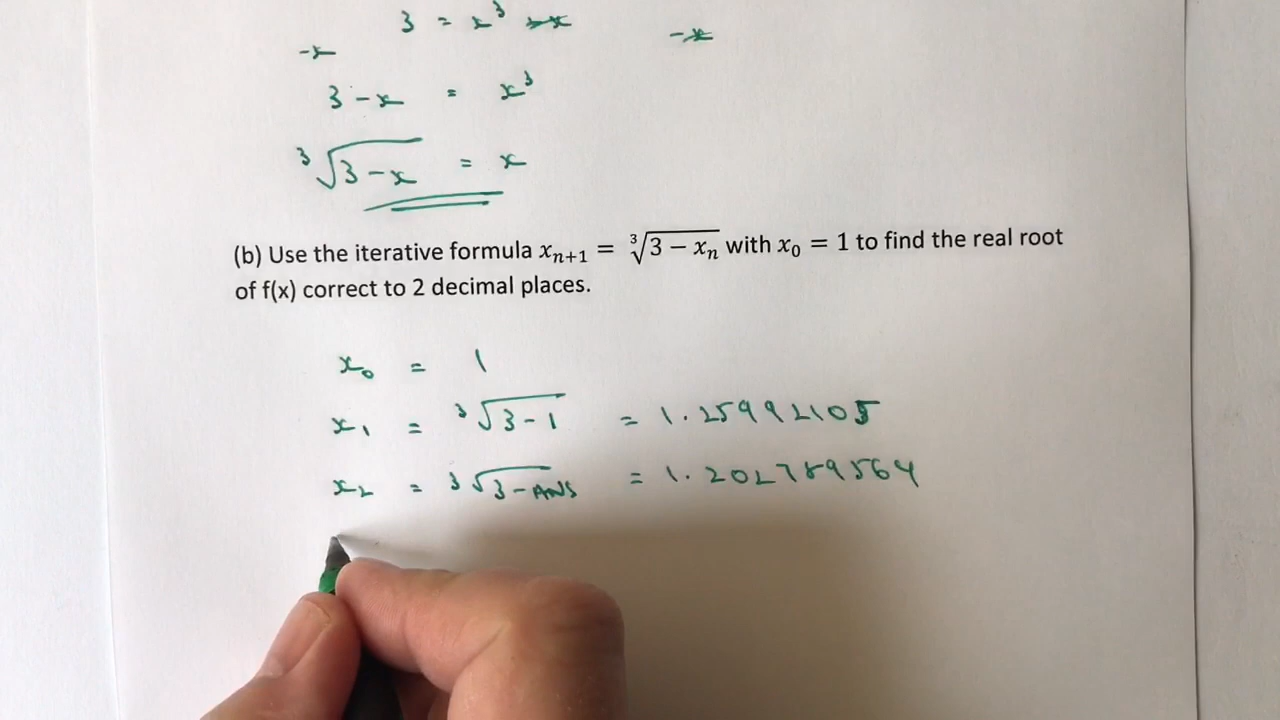 3 = x³ +x
-x -x
3 - x = x³
³√3-x = x
(b) Use the iterative formula xₙ₊₁ = ³√3 − xₙ with x₀ = 1 to find the real root
of f(x) correct to 2 decimal places.
x₀ = 1
x₁ = ³√3-1 = 1.25992105
x₂ = ³√3-ANS = 1.202789564